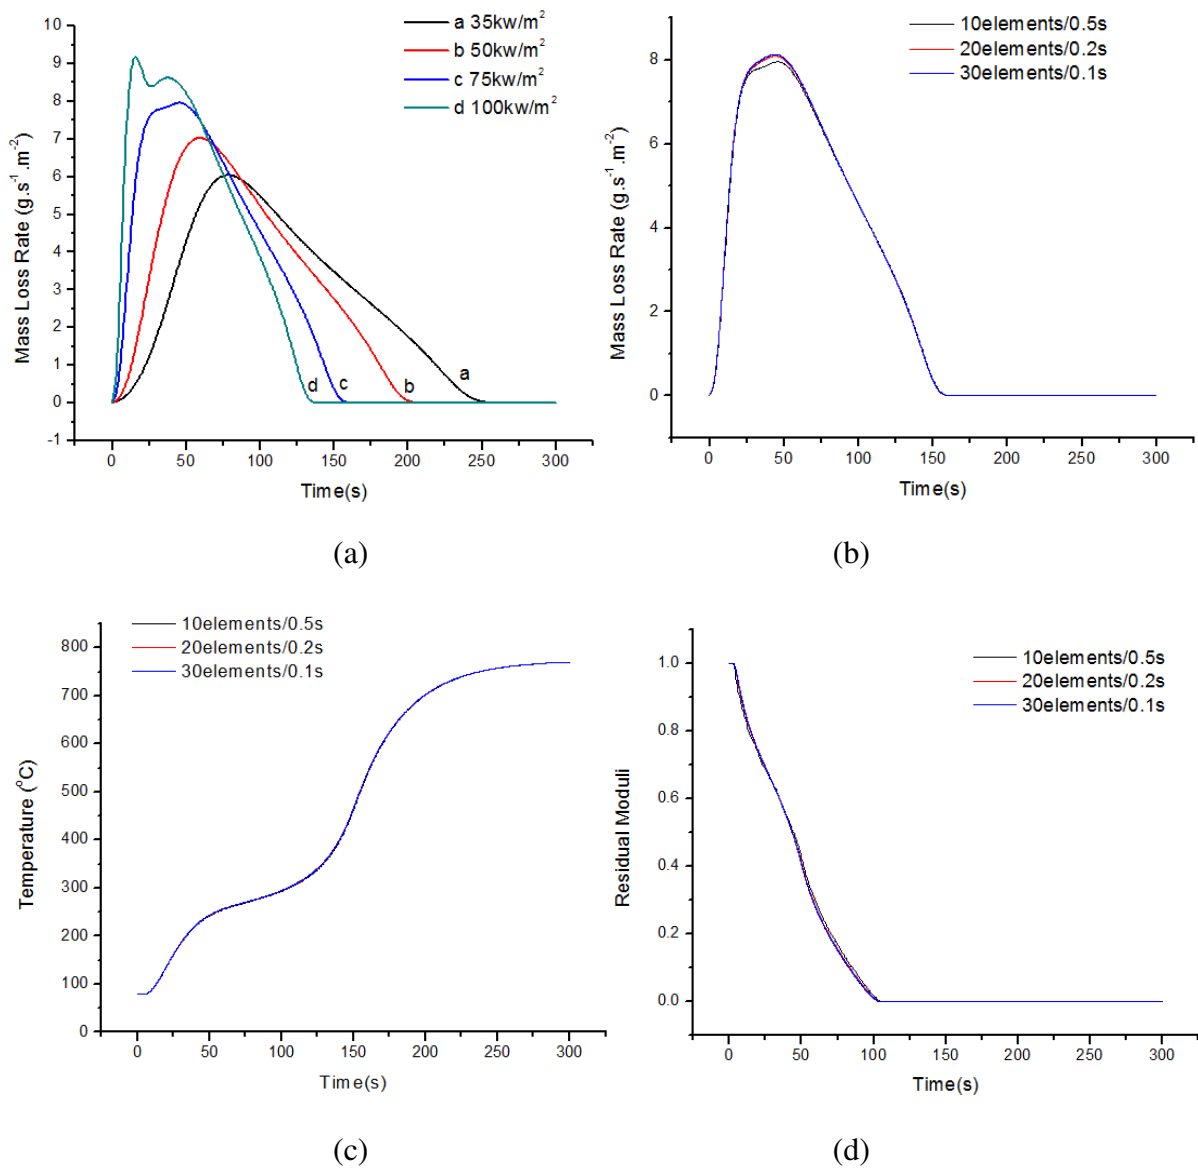 10
9
8
7
6
5
4
3
2
1
0
-1
Mass Loss Rate (g.s⁻¹.m⁻²)
a 35kw/m²
b 50kw/m²
c 75kw/m²
d 100kw/m²
d
c
b
a
0
50
100
150
200
250
300
Time(s)
(a)
8
6
4
2
0
Mass Loss Rate (g.s⁻¹.m⁻²)
10elements/0.5s
20elements/0.2s
30elements/0.1s
0
50
100
150
200
250
300
Time(s)
(b)
10elements/0.5s
20elements/0.2s
30elements/0.1s
800
700
600
500
400
300
200
100
0
Temperature (°C)
0
50
100
150
200
250
300
Time(s)
(c)
1.0
0.8
0.6
0.4
0.2
0.0
Residual Moduli
10elements/0.5s
20elements/0.2s
30elements/0.1s
0
50
100
150
200
250
300
Time(s)
(d)